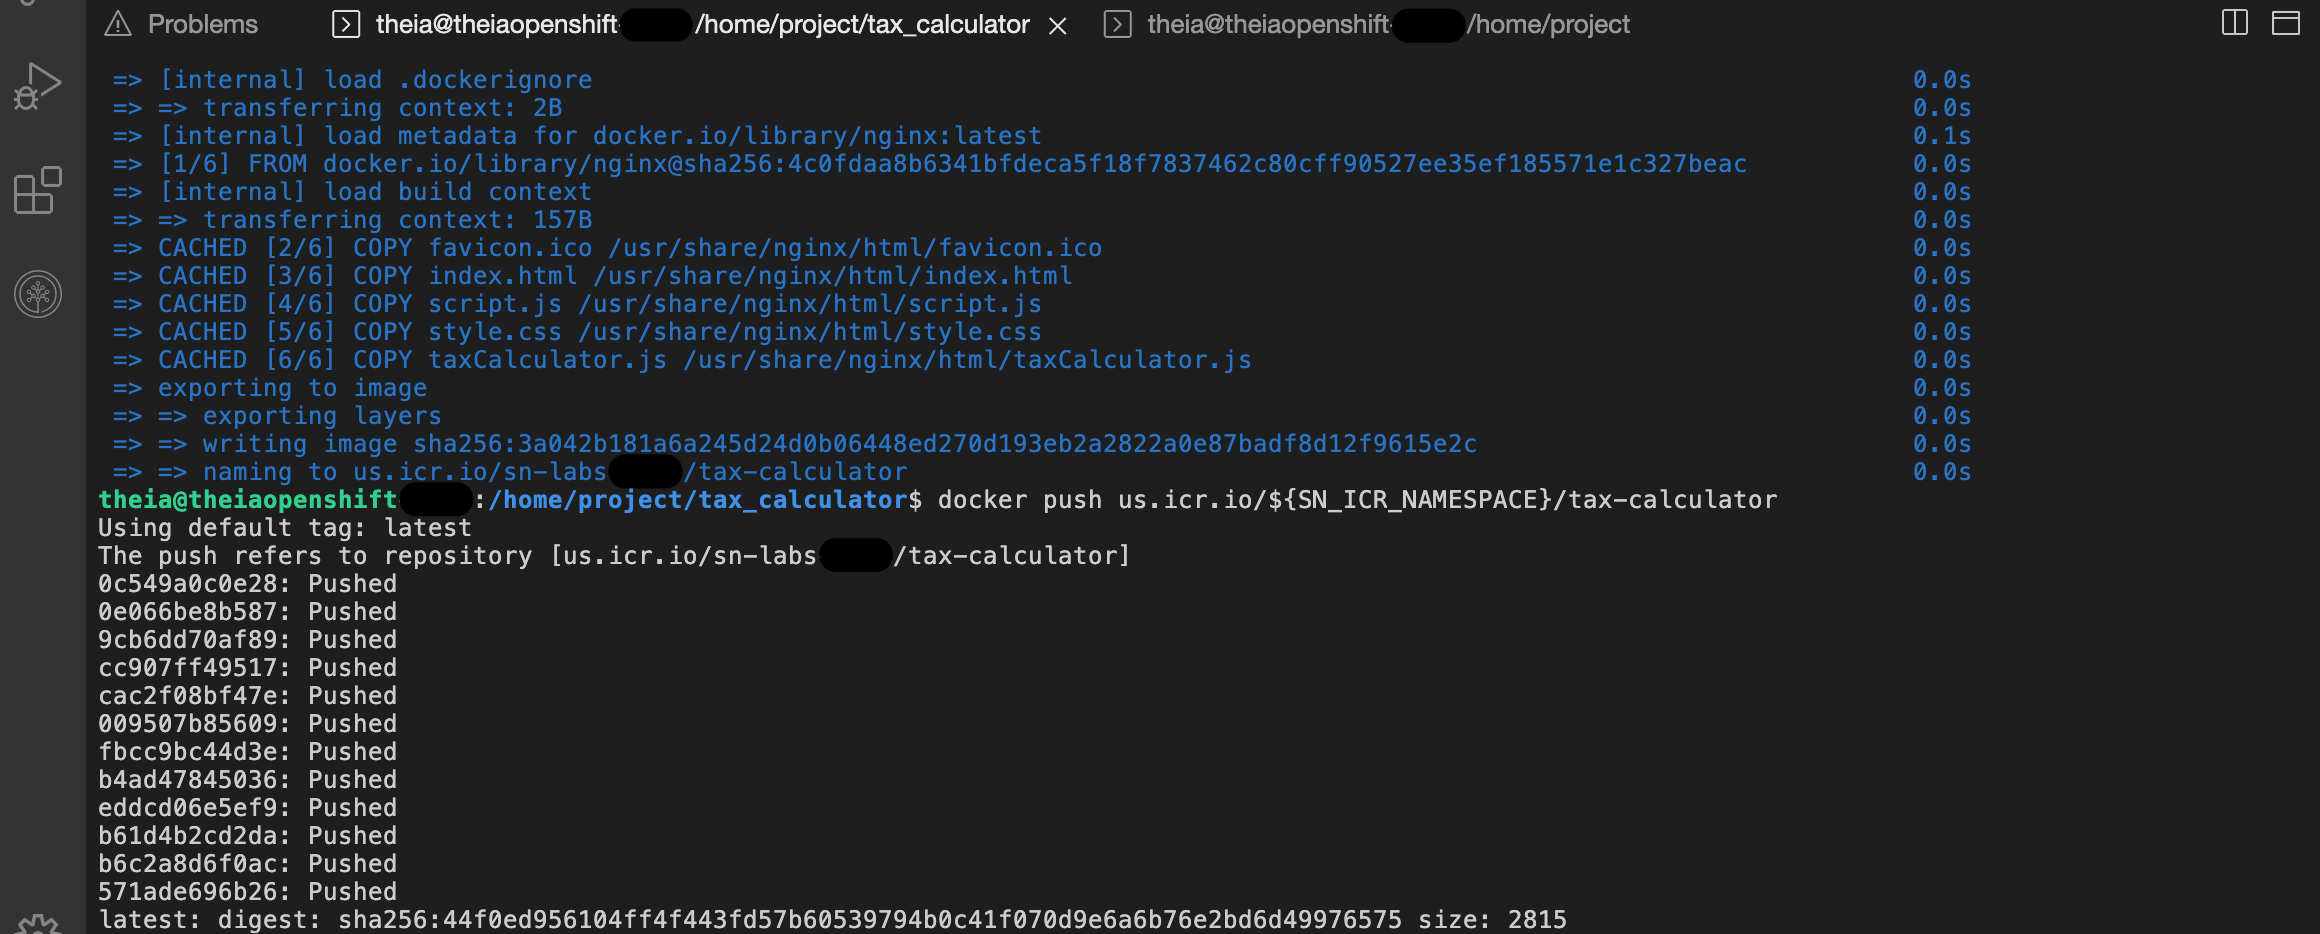 Problems theia@theiaopenshift- /home/project/tax_calculator theia@theiaopenshift- /home/project
=> [internal] load .dockerignore 0.0s
=> => transferring context: 2B 0.0s
=> [internal] load metadata for docker.io/library/nginx:latest 0.1s
=> [1/6] FROM docker.io/library/nginx@sha256:4c0fdaa8b6341bfdeca5f18f7837462c80cff90527ee35ef185571e1c327beac 0.0s
=> [internal] load build context 0.0s
=> => transferring context: 157B 0.0s
=> CACHED [2/6] COPY favicon.ico /usr/share/nginx/html/favicon.ico 0.0s
=> CACHED [3/6] COPY index.html /usr/share/nginx/html/index.html 0.0s
=> CACHED [4/6] COPY script.js /usr/share/nginx/html/script.js 0.0s
=> CACHED [5/6] COPY style.css /usr/share/nginx/html/style.css 0.0s
=> CACHED [6/6] COPY taxCalculator.js /usr/share/nginx/html/taxCalculator.js 0.0s
=> exporting to image 0.0s
=> => exporting layers 0.0s
=> => writing image sha256:3a042b181a6a245d24d0b06448ed270d193eb2a2822a0e87badf8d12f9615e2c 0.0s
=> => naming to us.icr.io/sn-labs /tax-calculator 0.0s
theia@theiaopenshift :/home/project/tax_calculator$ docker push us.icr.io/${SN_ICR_NAMESPACE}/tax-calculator
Using default tag: latest
The push refers to repository [us.icr.io/sn-labs /tax-calculator]
0c549a0c0e28: Pushed
0e066be8b587: Pushed
9cb6dd70af89: Pushed
cc907ff49517: Pushed
cac2f08bf47e: Pushed
009507b85609: Pushed
fbcc9bc44d3e: Pushed
b4ad47845036: Pushed
eddcd06e5ef9: Pushed
b61d4b2cd2da: Pushed
b6c2a8d6f0ac: Pushed
571ade696b26: Pushed
latest: digest: sha256:44f0ed956104ff4f443fd57b60539794b0c41f070d9e6a6b76e2bd6d49976575 size: 2815